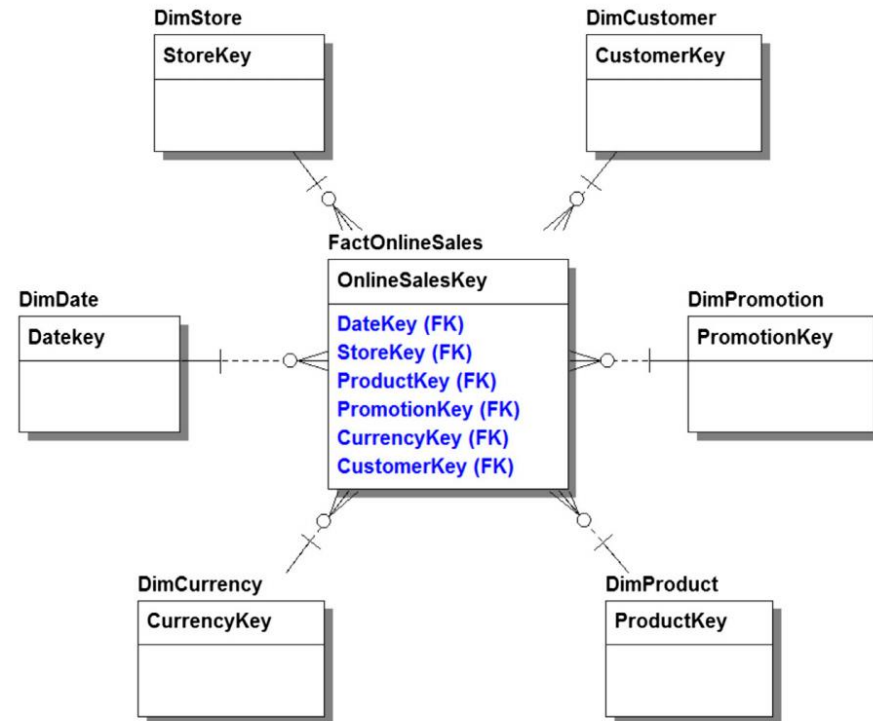 DimStore
StoreKey
DimCustomer
CustomerKey
FactOnlineSales
OnlineSalesKey
DateKey (FK)
StoreKey (FK)
ProductKey (FK)
PromotionKey (FK)
CurrencyKey (FK)
CustomerKey (FK)
DimDate
Datekey
DimPromotion
PromotionKey
DimCurrency
CurrencyKey
DimProduct
ProductKey